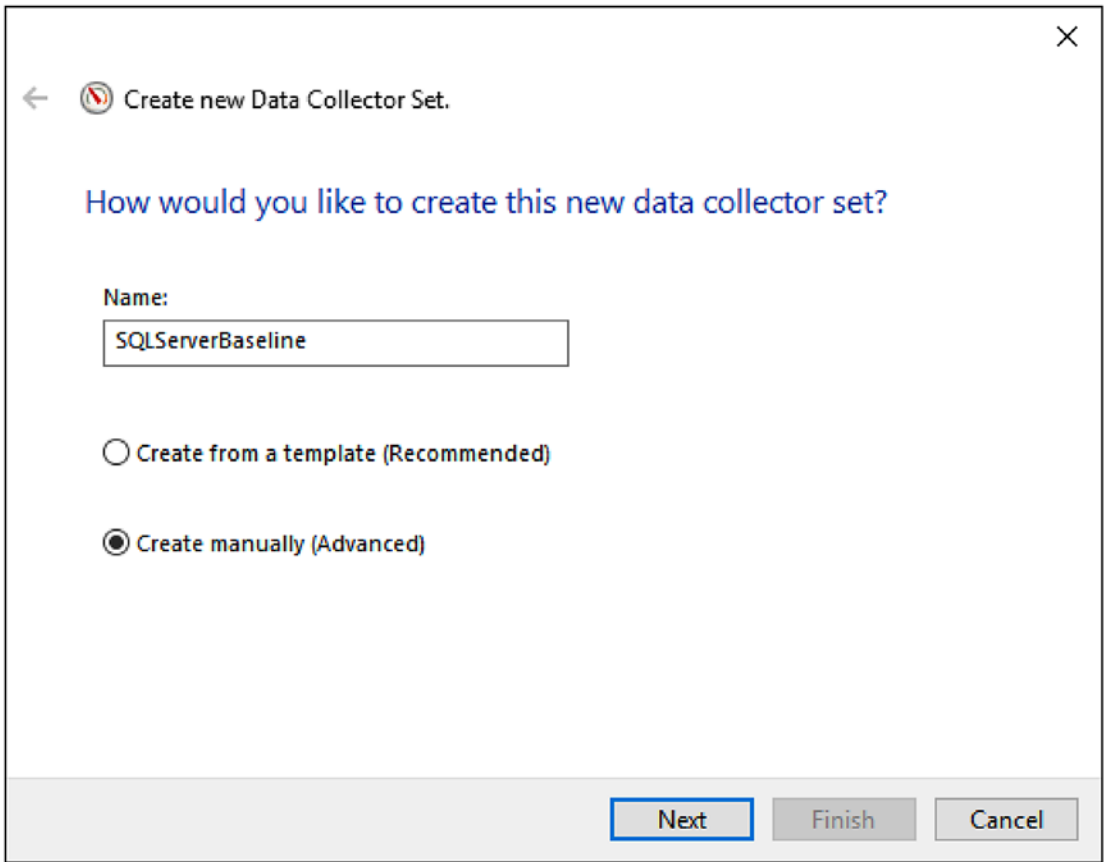 Create new Data Collector Set.
How would you like to create this new data collector set?
Name:
SQLServerBaseline
Create from a template (Recommended)
Create manually (Advanced)
Next Finish Cancel